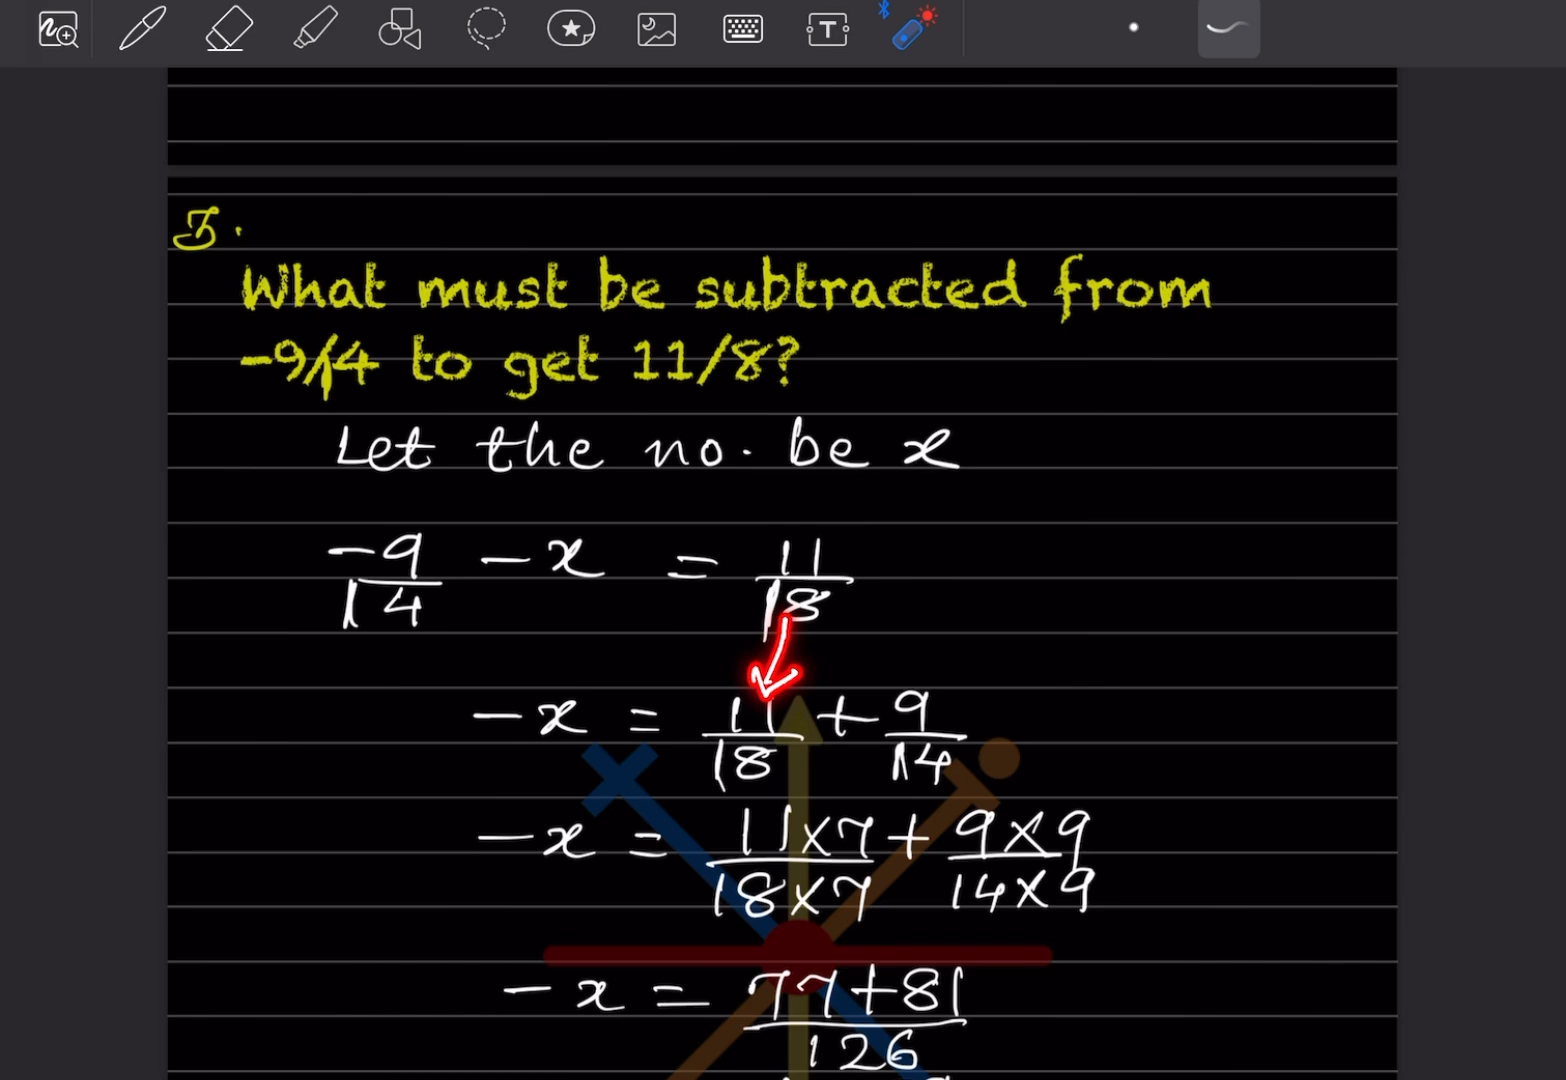 5.
What must be subtracted from
-9/14 to get 11/8?
Let the no. be x
-9/14 - x = 11/18
-x = 11/18 + 9/14
-x = 11×7/18×7 + 9×9/14×9
-x = 77+81/126